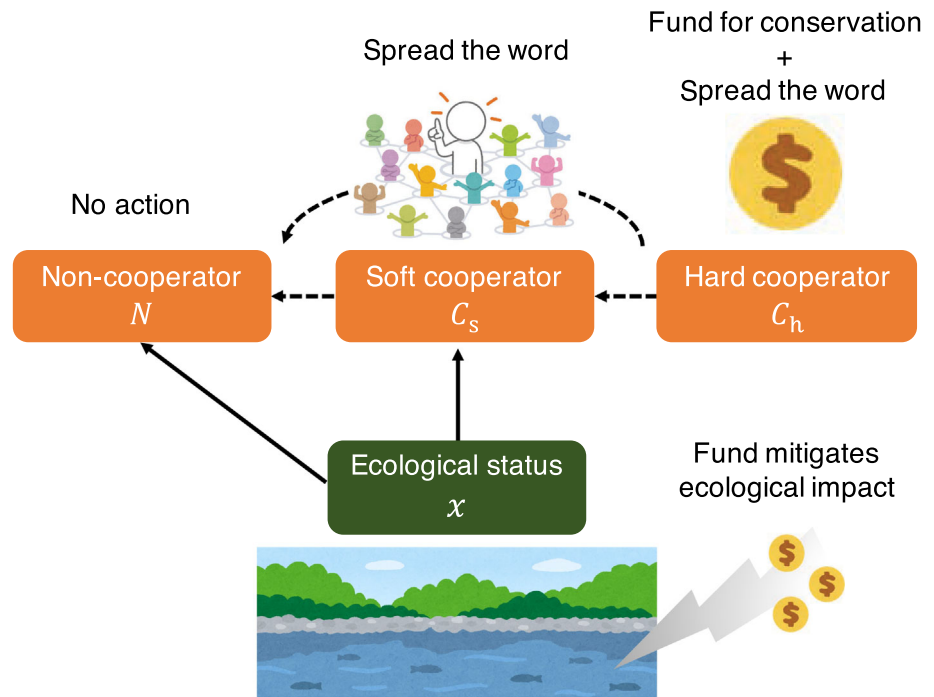 Fund for conservation
+
Spread the word
Spread the word
No action
Non-cooperator
N
Soft cooperator
Cₛ
Hard cooperator
Cₕ
Ecological status
x
Fund mitigates
ecological impact
$
$
$
$